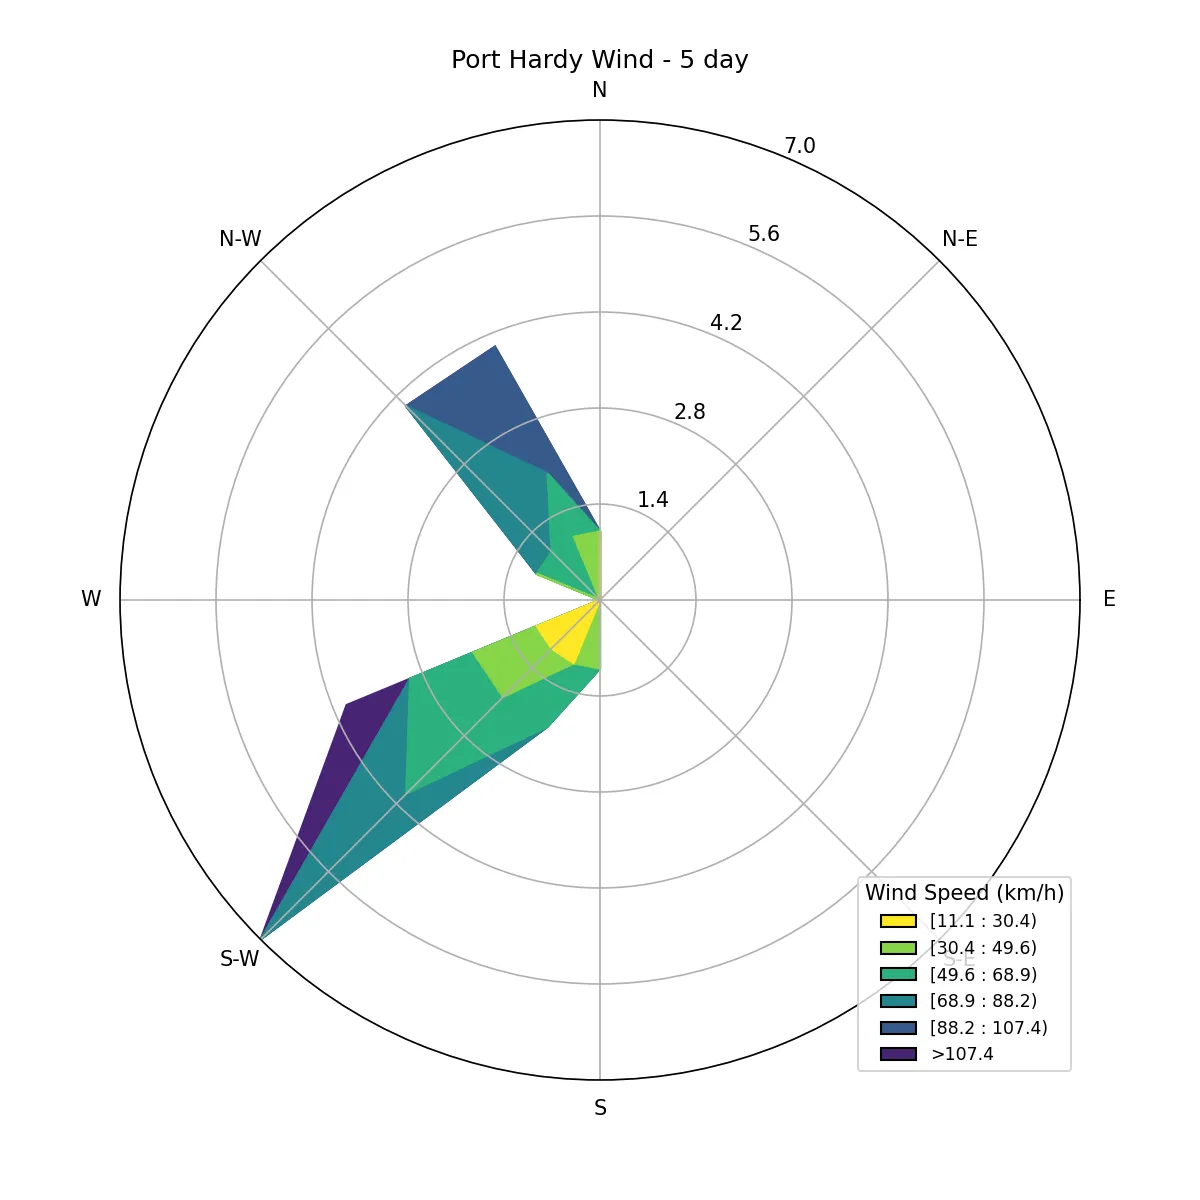 Port Hardy Wind - 5 day
N
7.0
5.6
N-W
N-E
4.2
2.8
1.4
W
E
Wind Speed (km/h)
[11.1 : 30.4)
[30.4 : 49.6)
S-W
S-E
[49.6 : 68.9)
[68.9 : 88.2)
[88.2 : 107.4)
>107.4
S